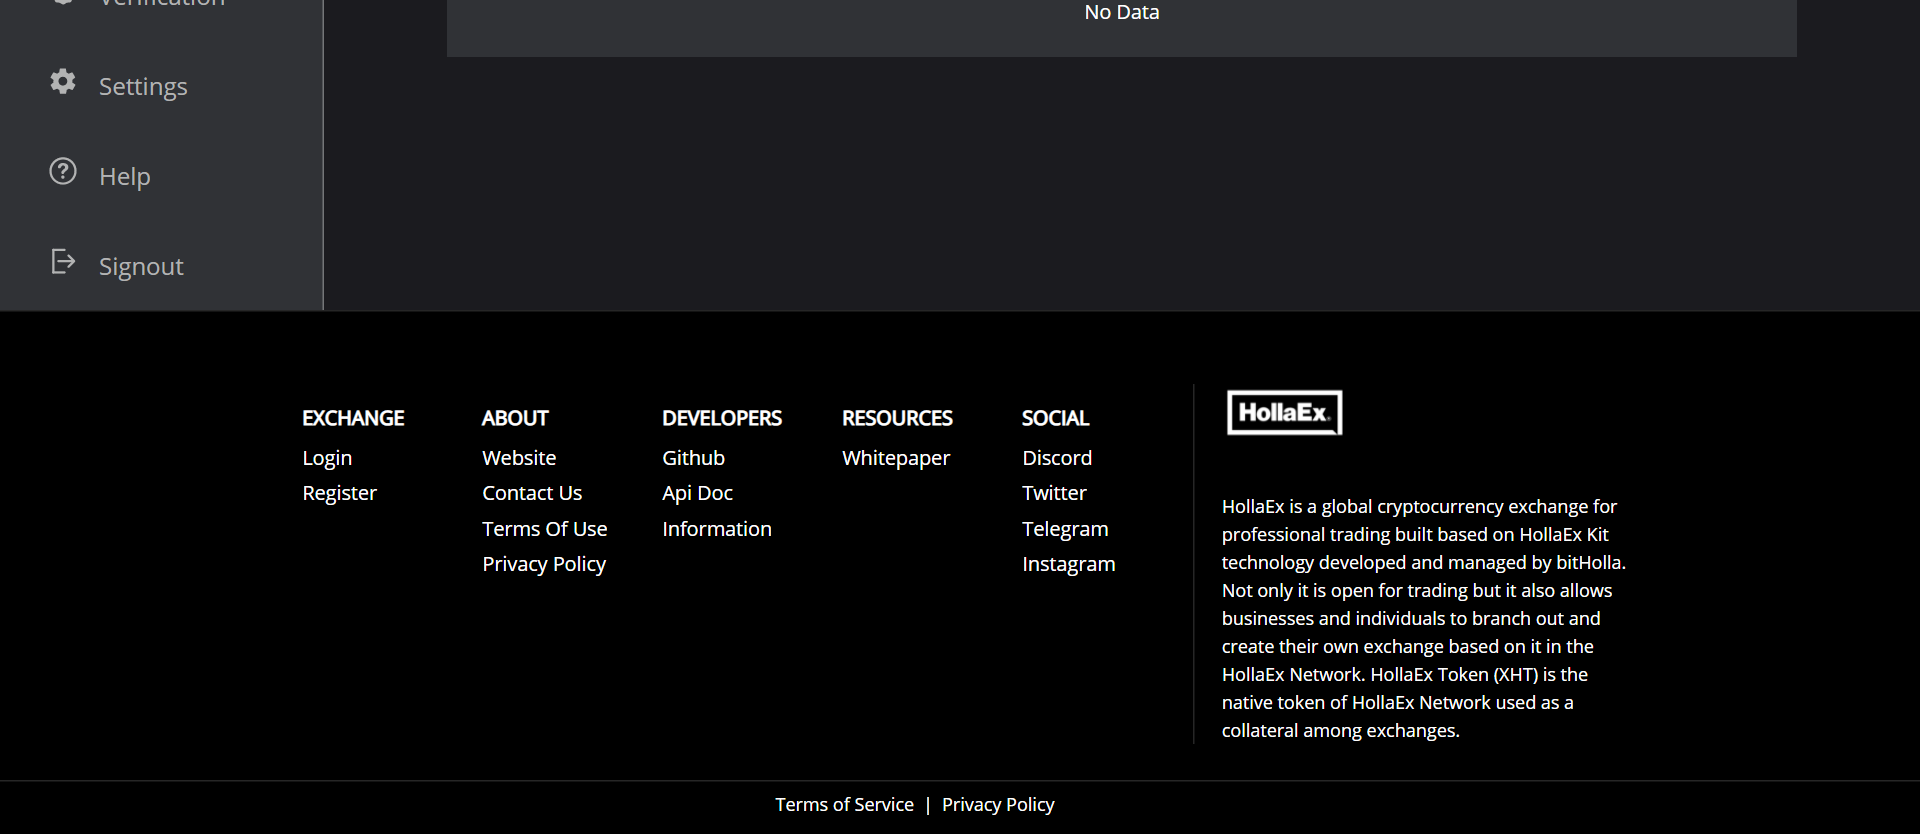 Verification
No Data
Settings
Help
Signout
EXCHANGE
Login
Register
ABOUT
Website
Contact Us
Terms Of Use
Privacy Policy
DEVELOPERS
Github
Api Doc
Information
RESOURCES
Whitepaper
SOCIAL
Discord
Twitter
Telegram
Instagram
HollaEx
HollaEx is a global cryptocurrency exchange for
professional trading built based on HollaEx Kit
technology developed and managed by bitHolla.
Not only it is open for trading but it also allows
businesses and individuals to branch out and
create their own exchange based on it in the
HollaEx Network. HollaEx Token (XHT) is the
native token of HollaEx Network used as a
collateral among exchanges.
Terms of Service | Privacy Policy